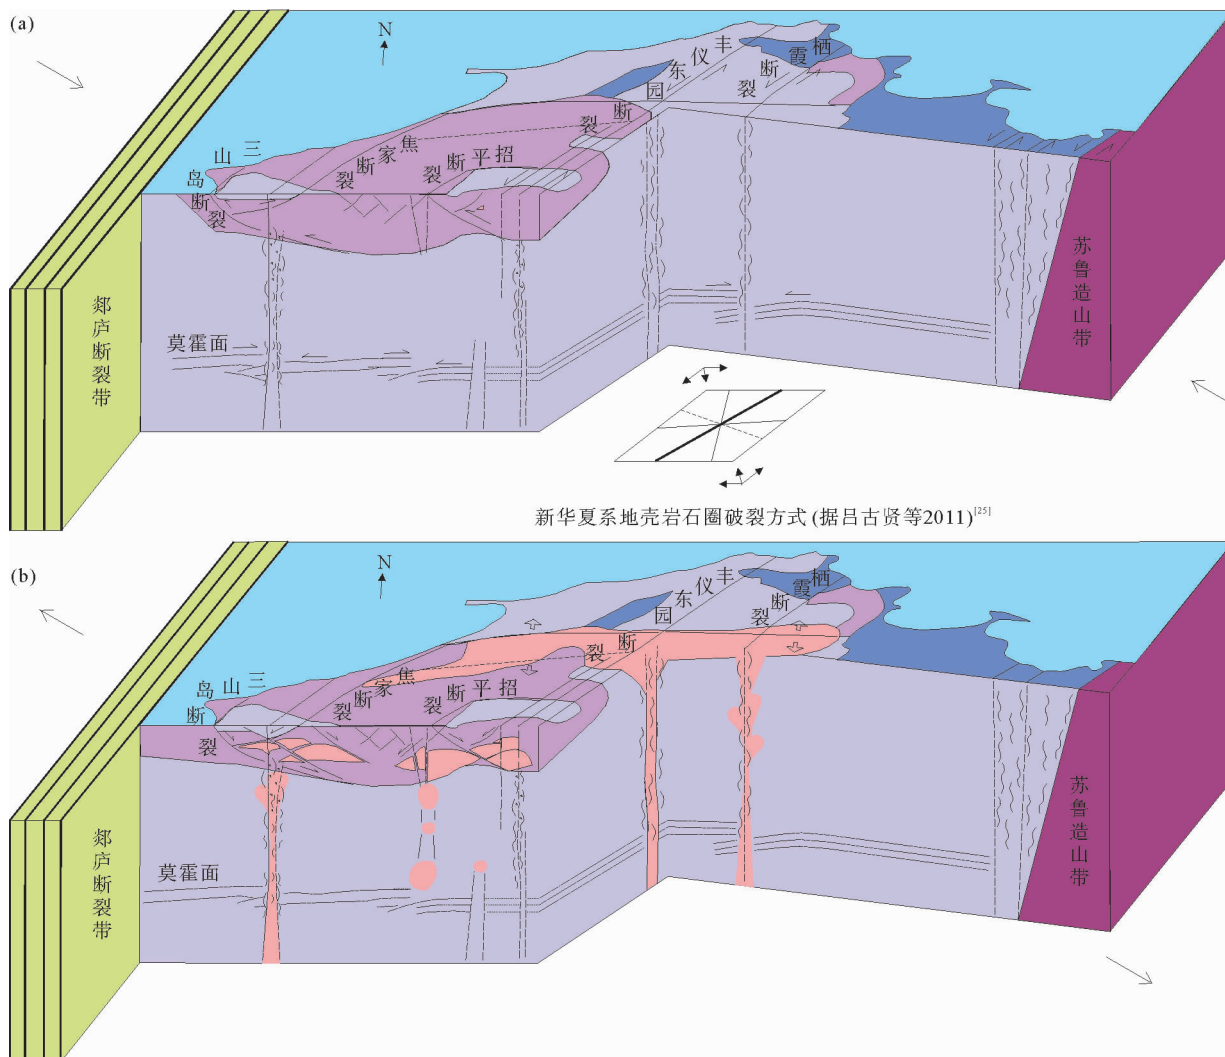 (a)
N
三山岛断裂
焦家断裂
招平断裂
丰仪东园断裂
栖霞断裂
郯庐断裂带
莫霍面
苏鲁造山带
新华夏系地壳岩石圈破裂方式(据吕古贤等2011)[25]
(b)
N
三山岛断裂
焦家断裂
招平断裂
丰仪东园断裂
栖霞断裂
郯庐断裂带
莫霍面
苏鲁造山带